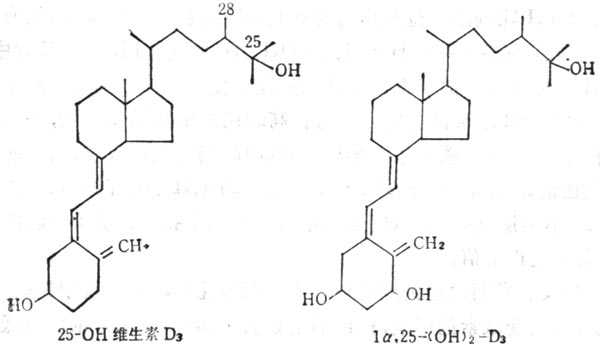 28
25
OH
OH
CH
CH₂
HO
HO
OH
25-OH 维生素 D₃
1α,25-(OH)₂-D₃